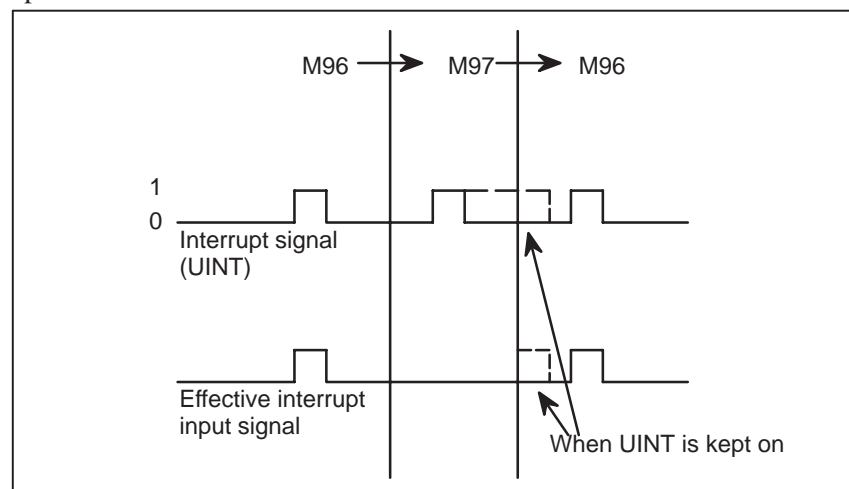 M96 M97 M96
1
0
Interrupt signal
(UINT)
Effective interrupt
input signal
When UINT is kept on